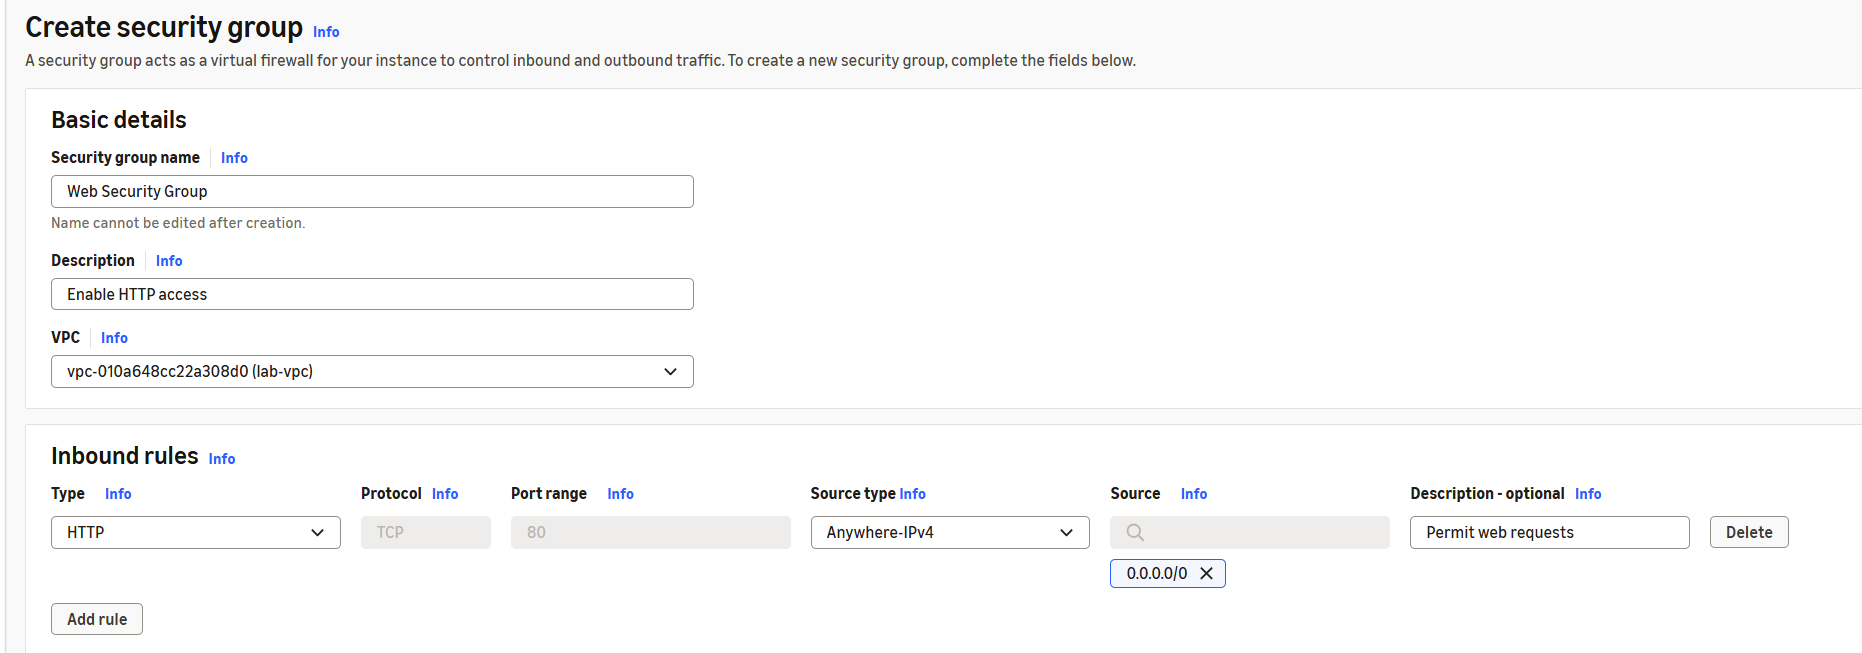 Create security group Info
A security group acts as a virtual firewall for your instance to control inbound and outbound traffic. To create a new security group, complete the fields below.
Basic details
Security group name Info
Web Security Group
Name cannot be edited after creation.
Description Info
Enable HTTP access
VPC Info
vpc-010a648cc22a308d0 (lab-vpc)
Inbound rules Info
Type Info Protocol Info Port range Info Source type Info Source Info Description - optional Info
HTTP TCP 80 Anywhere-IPv4 Permit web requests Delete
0.0.0.0/0
Add rule